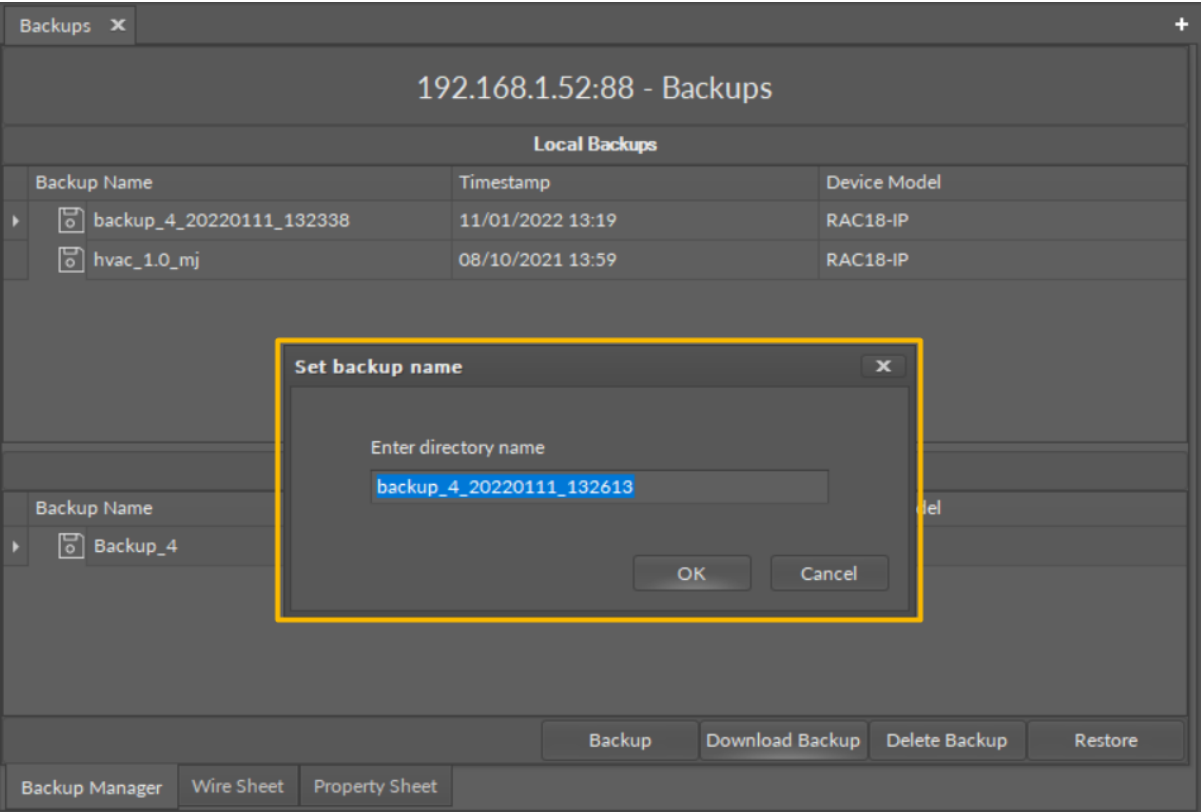 Backups
192.168.1.52:88 - Backups
Local Backups
Backup Name Timestamp Device Model
backup_4_20220111_132338 11/01/2022 13:19 RAC18-IP
hvac_1.0_mj 08/10/2021 13:59 RAC18-IP
Set backup name
Enter directory name
backup_4_20220111_132613
OK Cancel
Backup Name
Backup_4
Backup Download Backup Delete Backup Restore
Backup Manager Wire Sheet Property Sheet